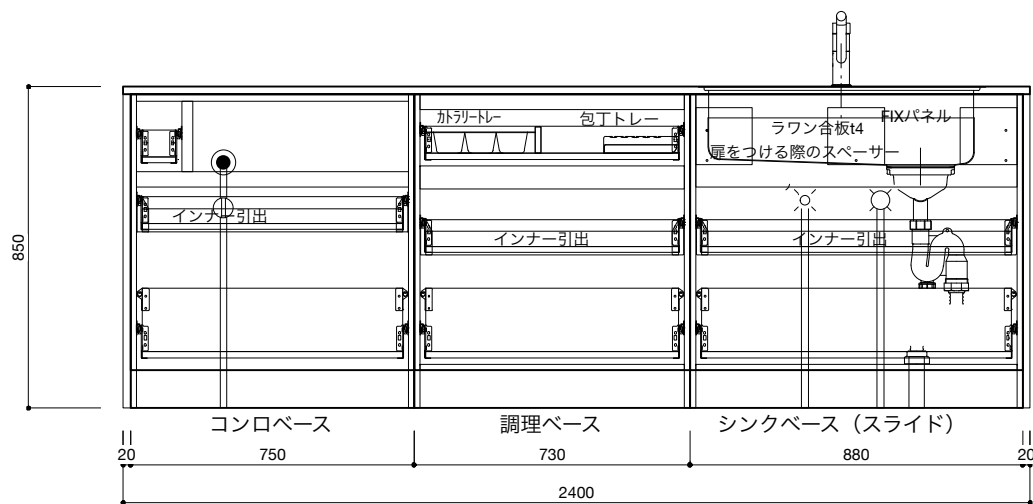 カトラリートレー
包丁トレー
FIXパネル
ラワン合板t4
扉をつける際のスペーサー
インナー引出
インナー引出
インナー引出
850
コンロベース
調理ベース
シンクベース（スライド）
20
750
730
880
20
2400